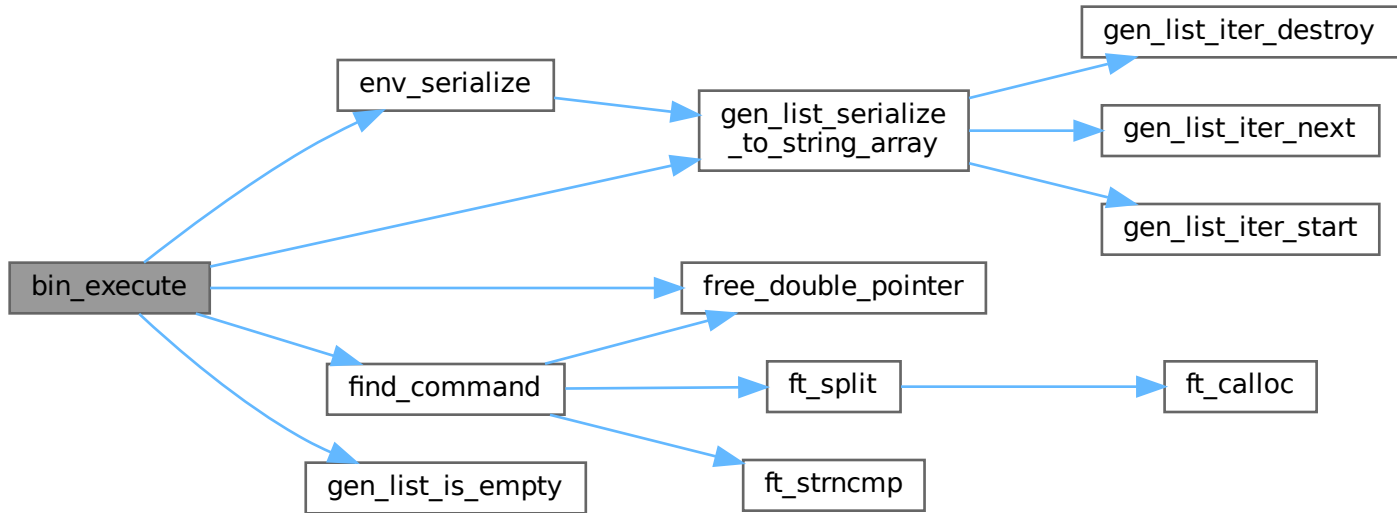 gen_list_iter_destroy
env_serialize
gen_list_serialize
_to_string_array
gen_list_iter_next
gen_list_iter_start
bin_execute
free_double_pointer
find_command
ft_split
ft_calloc
gen_list_is_empty
ft_strncmp